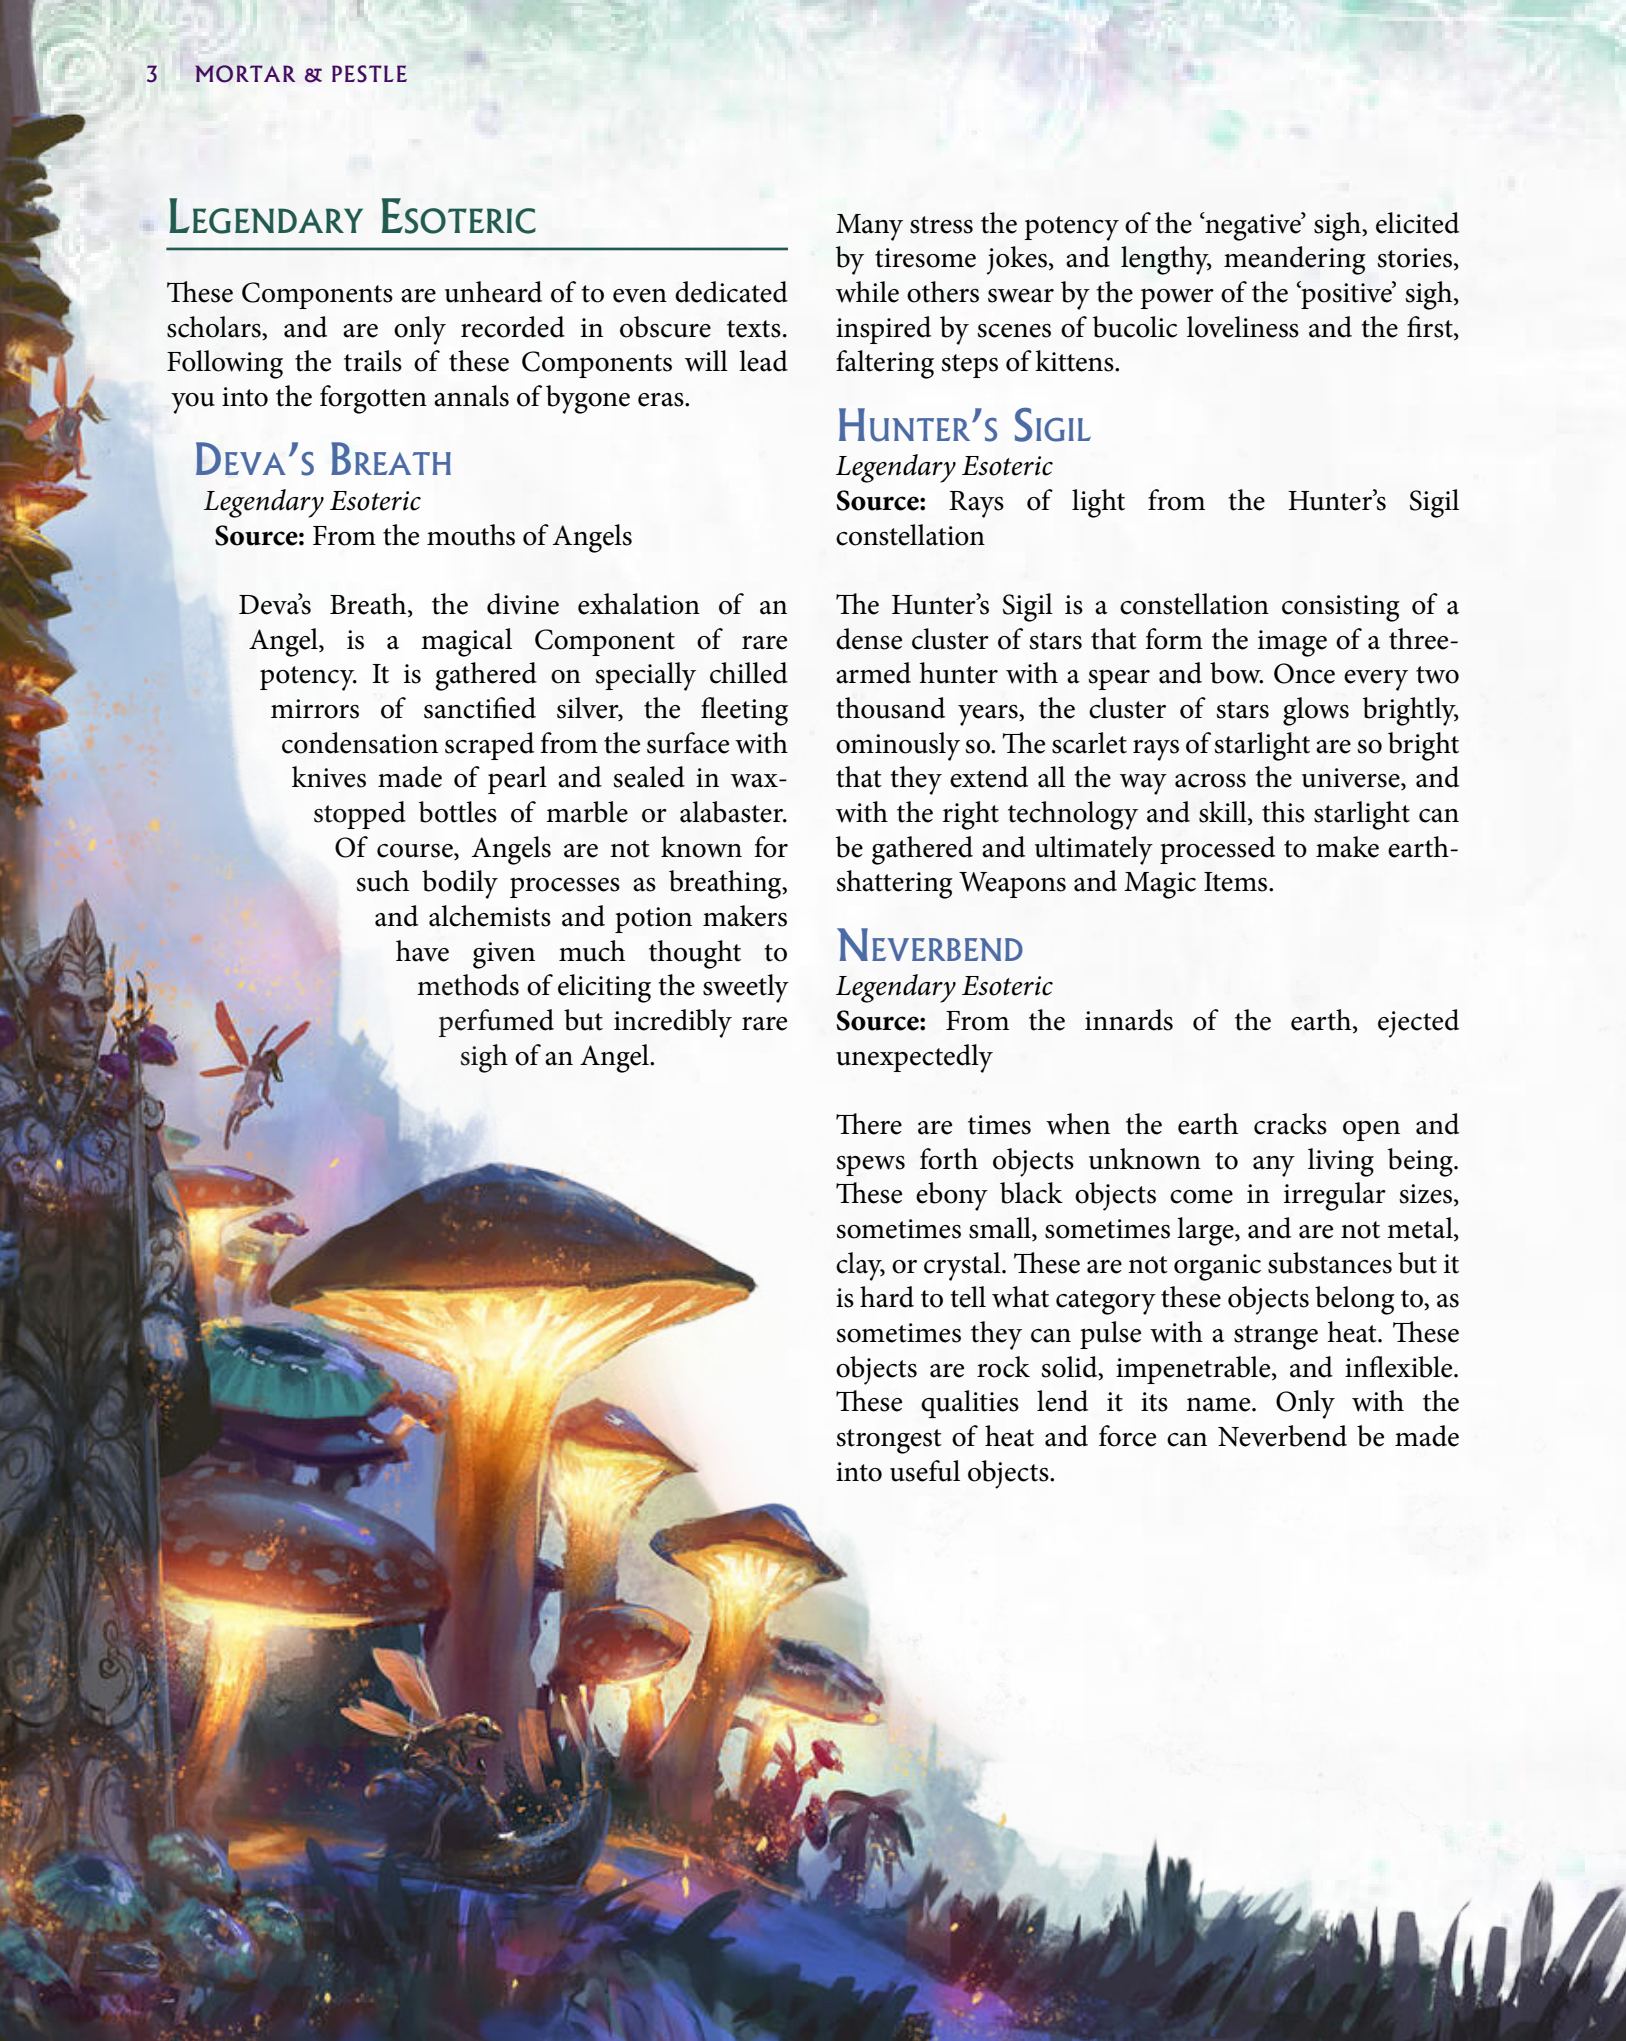 3 MORTAR & PESTLE
Legendary Esoteric
These Components are unheard of to even dedicated
scholars, and are only recorded in obscure texts.
Following the trails of these Components will lead
you into the forgotten annals of bygone eras.
Deva's Breath
Legendary Esoteric
Source: From the mouths of Angels
Deva's Breath, the divine exhalation of an
Angel, is a magical Component of rare
potency. It is gathered on specially chilled
mirrors of sanctified silver, the fleeting
condensation scraped from the surface with
knives made of pearl and sealed in wax-
stopped bottles of marble or alabaster.
Of course, Angels are not known for
such bodily processes as breathing,
and alchemists and potion makers
have given much thought to
methods of eliciting the sweetly
perfumed but incredibly rare
sigh of an Angel.
Many stress the potency of the ‘negative’ sigh, elicited
by tiresome jokes, and lengthy, meandering stories,
while others swear by the power of the ‘positive’ sigh,
inspired by scenes of bucolic loveliness and the first,
faltering steps of kittens.
Hunter's Sigil
Legendary Esoteric
Source: Rays of light from the Hunter's Sigil
constellation
The Hunter's Sigil is a constellation consisting of a
dense cluster of stars that form the image of a three-
armed hunter with a spear and bow. Once every two
thousand years, the cluster of stars glows brightly,
ominously so. The scarlet rays of starlight are so bright
that they extend all the way across the universe, and
with the right technology and skill, this starlight can
be gathered and ultimately processed to make earth-
shattering Weapons and Magic Items.
Neverbend
Legendary Esoteric
Source: From the innards of the earth, ejected
unexpectedly
There are times when the earth cracks open and
spews forth objects unknown to any living being.
These ebony black objects come in irregular sizes,
sometimes small, sometimes large, and are not metal,
clay, or crystal. These are not organic substances but it
is hard to tell what category these objects belong to, as
sometimes they can pulse with a strange heat. These
objects are rock solid, impenetrable, and inflexible.
These qualities lend it its name. Only with the
strongest of heat and force can Neverbend be made
into useful objects.